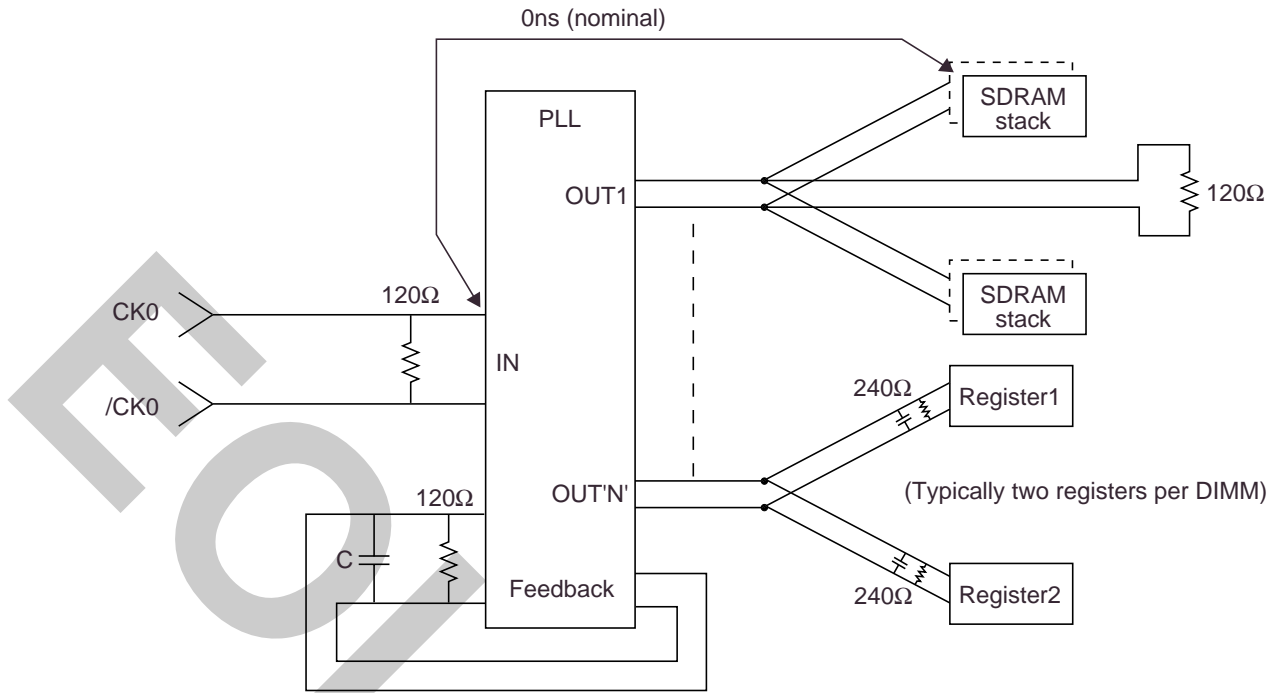 0ns (nominal)
PLL
SDRAM
stack
OUT1
120Ω
SDRAM
stack
120Ω
CK0
IN
/CK0
240Ω
Register1
120Ω
OUT'N'
(Typically two registers per DIMM)
C
Feedback
240Ω
Register2
EO